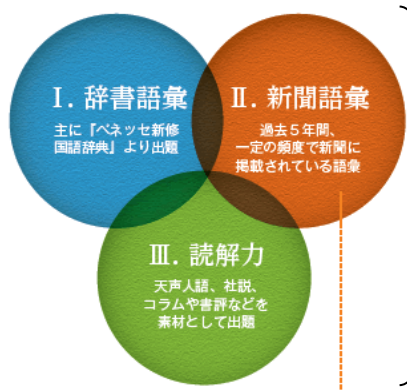 Ⅰ. 辞書語彙
主に『ベネッセ新修
国語辞典』より出題
Ⅱ. 新聞語彙
過去5年間、
一定の頻度で新聞に
掲載されている語彙
Ⅲ. 読解力
天声人語、社説、
コラムや書評などを
素材として出題